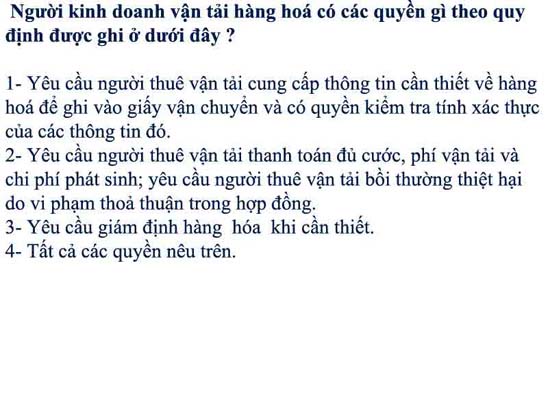 Người kinh doanh vận tải hàng hoá có các quyền gì theo quy
định được ghi ở dưới đây ?
1- Yêu cầu người thuê vận tải cung cấp thông tin cần thiết về hàng
hoá để ghi vào giấy vận chuyển và có quyền kiểm tra tính xác thực
của các thông tin đó.
2- Yêu cầu người thuê vận tải thanh toán đủ cước, phí vận tải và
chi phí phát sinh; yêu cầu người thuê vận tải bồi thường thiệt hại
do vi phạm thoả thuận trong hợp đồng.
3- Yêu cầu giám định hàng hóa khi cần thiết.
4- Tất cả các quyền nêu trên.